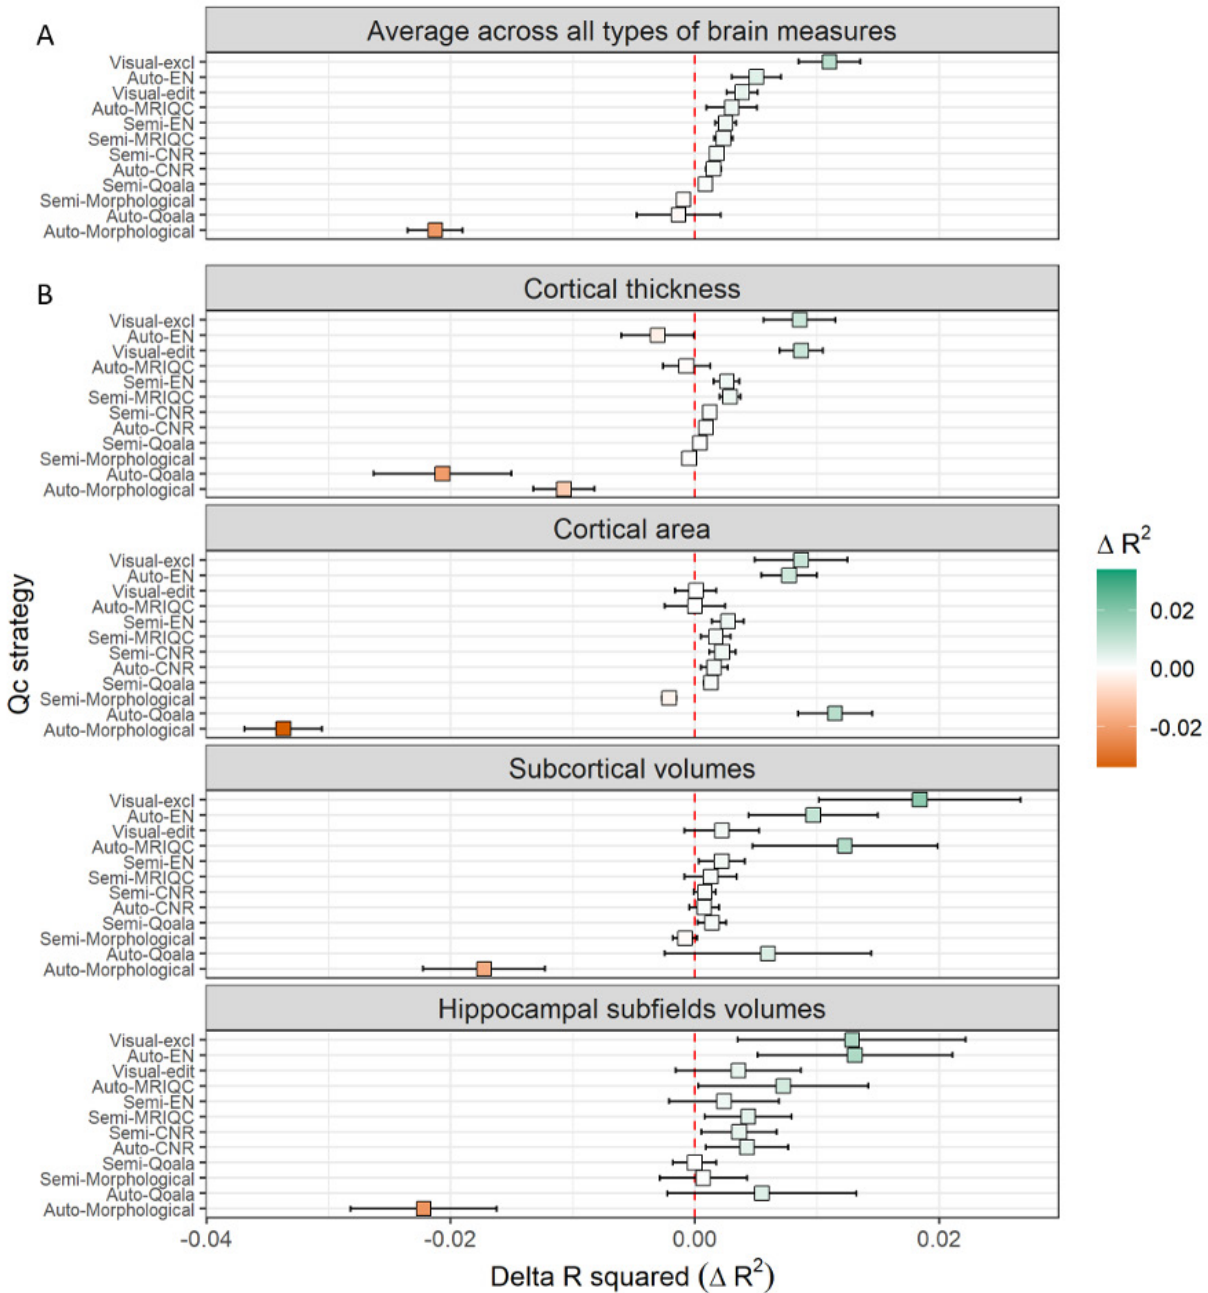 A
Average across all types of brain measures
Visual-excl
Auto-EN
Visual-edit
Auto-MRIQC
Semi-EN
Semi-MRIQC
Semi-CNR
Auto-CNR
Semi-Qoala
Semi-Morphological
Auto-Qoala
Auto-Morphological
B
Cortical thickness
Visual-excl
Auto-EN
Visual-edit
Auto-MRIQC
Semi-EN
Semi-MRIQC
Semi-CNR
Auto-CNR
Semi-Qoala
Semi-Morphological
Auto-Qoala
Auto-Morphological
Cortical area
Visual-excl
Auto-EN
Visual-edit
Auto-MRIQC
Semi-EN
Semi-MRIQC
Semi-CNR
Auto-CNR
Semi-Qoala
Semi-Morphological
Auto-Qoala
Auto-Morphological
Subcortical volumes
Visual-excl
Auto-EN
Visual-edit
Auto-MRIQC
Semi-EN
Semi-MRIQC
Semi-CNR
Auto-CNR
Semi-Qoala
Semi-Morphological
Auto-Qoala
Auto-Morphological
Hippocampal subfields volumes
Visual-excl
Auto-EN
Visual-edit
Auto-MRIQC
Semi-EN
Semi-MRIQC
Semi-CNR
Auto-CNR
Semi-Qoala
Semi-Morphological
Auto-Qoala
Auto-Morphological
-0.04 -0.02 0.00 0.02
Delta R squared (Δ R²)
Qc strategy
Δ R²
0.02
0.00
-0.02